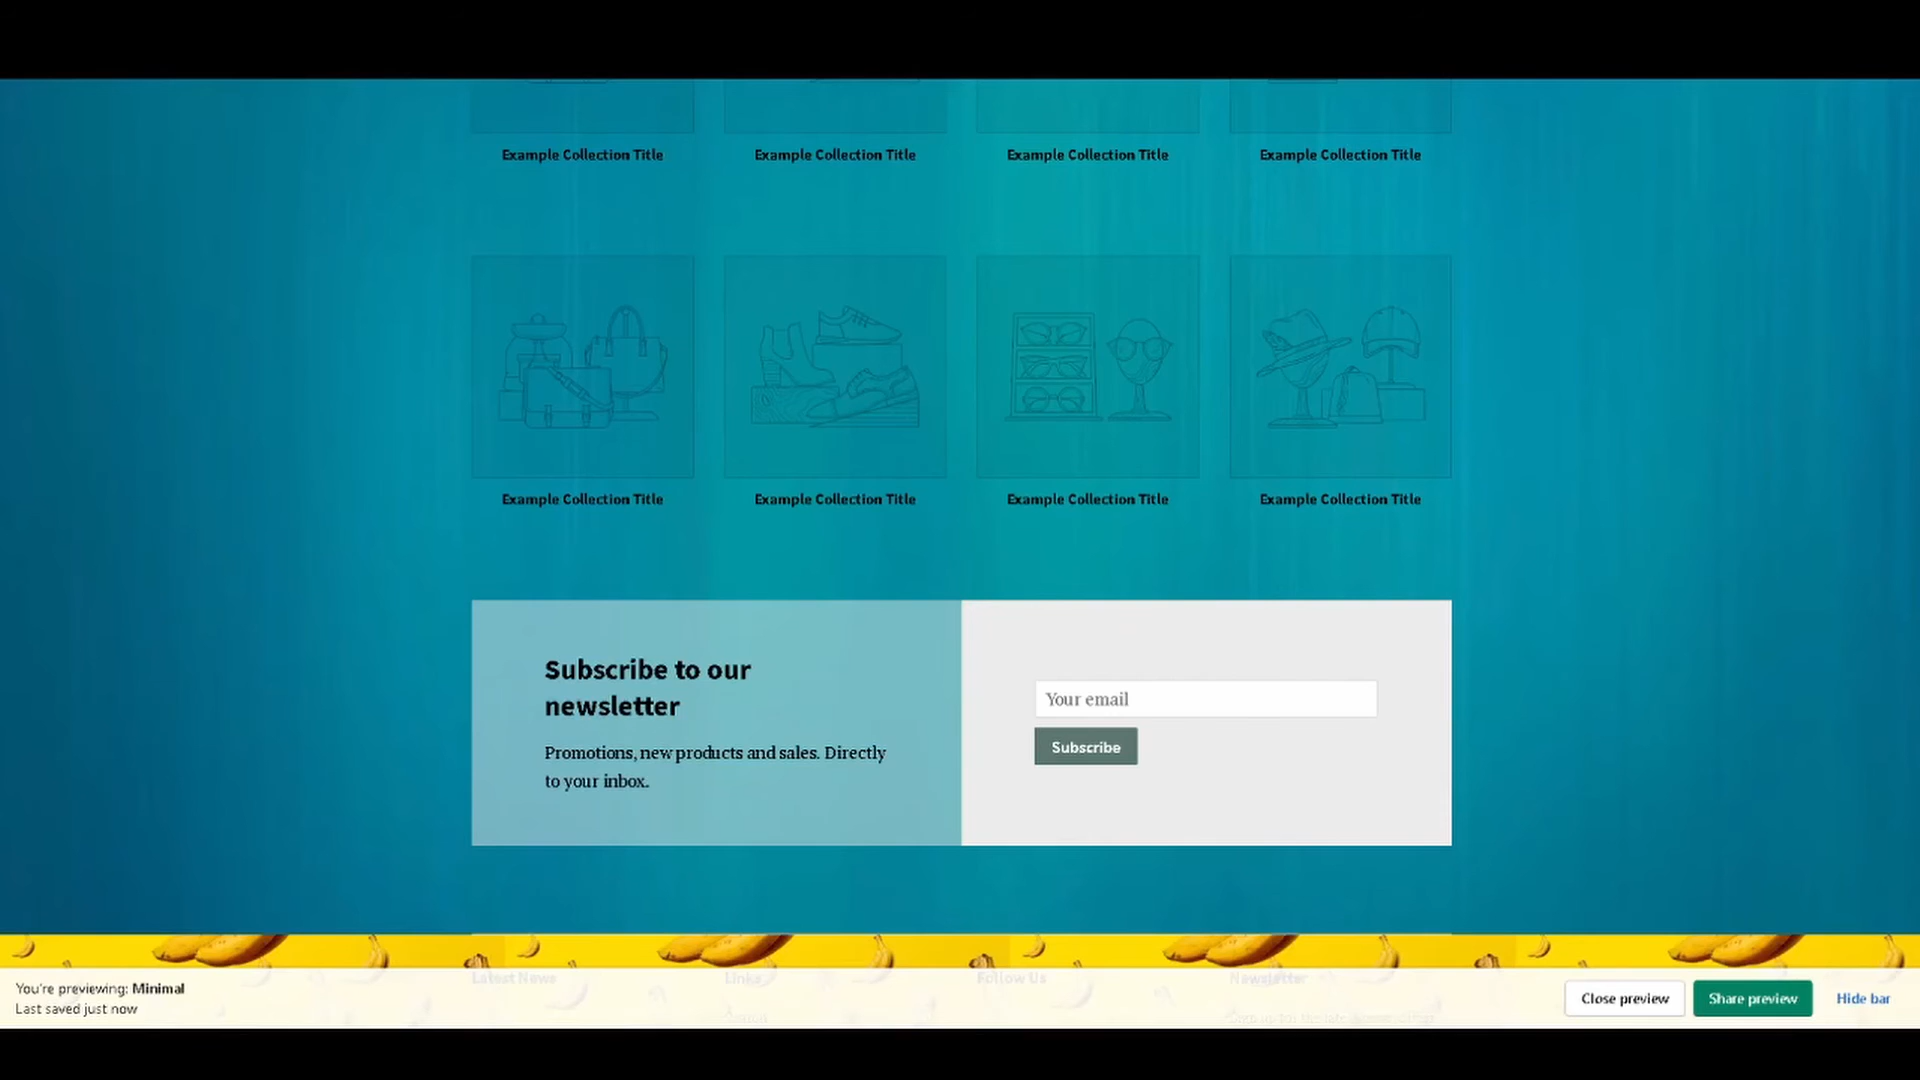 Example Collection Title Example Collection Title Example Collection Title Example Collection Title
Example Collection Title Example Collection Title Example Collection Title Example Collection Title
Subscribe to our
newsletter
Promotions, new products and sales. Directly
to your inbox.
Your email
Subscribe
Latest News Links Follow Us Newsletter
You're previewing: Minimal
Last saved just now
Close preview Share preview Hide bar